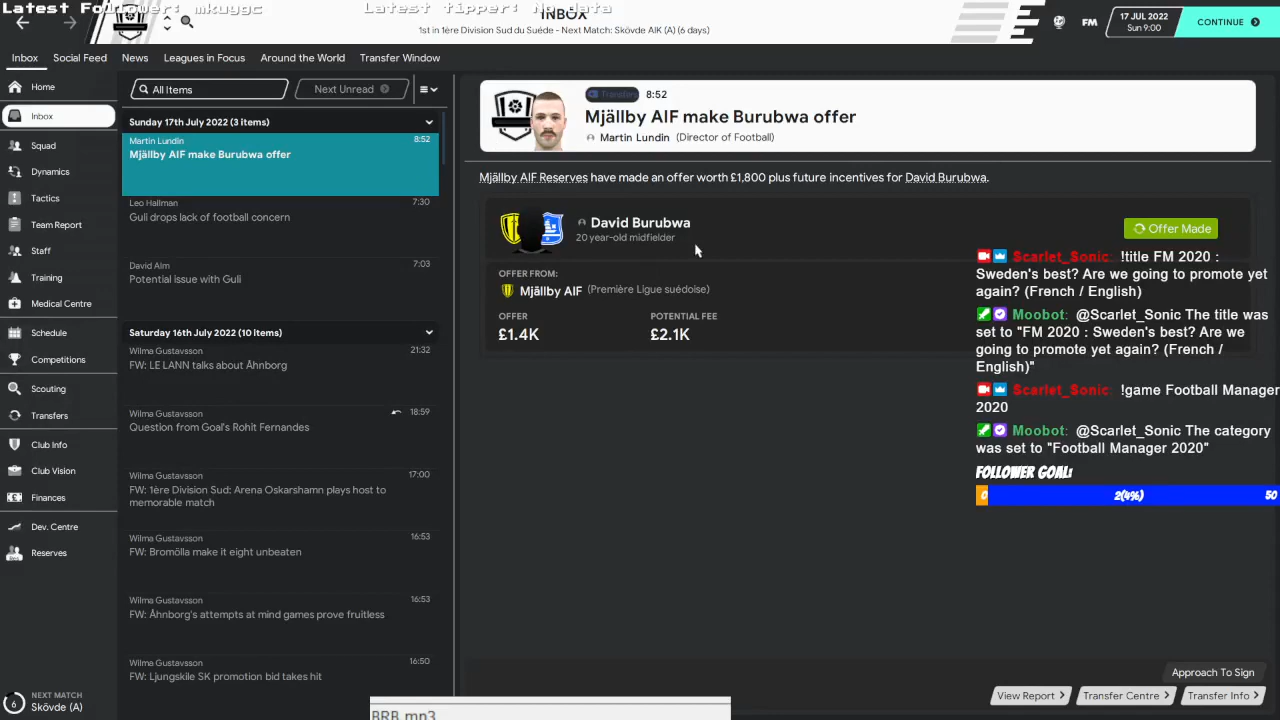 Latest Follower: mkuygc
Latest tipper: No data
INBOX
1st in 1ère Division Sud du Suède - Next Match: Skövde AIK (A) (6 days)
FM
17 JUL 2022
Sun 9:00
CONTINUE
Inbox
Social Feed
News
Leagues in Focus
Around the World
Transfer Window
Home
Inbox
Squad
Dynamics
Tactics
Team Report
Staff
Training
Medical Centre
Schedule
Competitions
Scouting
Transfers
Club Info
Club Vision
Finances
Dev. Centre
Reserves
NEXT MATCH
Skövde (A)
All Items
Next Unread
Sunday 17th July 2022 (3 items)
Martin Lundin 8:52
Mjällby AIF make Burubwa offer
Leo Hallman 7:30
Guli drops lack of football concern
David Alm 7:03
Potential issue with Guli
Saturday 16th July 2022 (10 items)
Wilma Gustavsson 21:32
FW: LE LANN talks about Åhnborg
Wilma Gustavsson 18:59
Question from Goal's Rohit Fernandes
Wilma Gustavsson 17:00
FW: 1ère Division Sud: Arena Oskarshamn plays host to
memorable match
Wilma Gustavsson 16:53
FW: Bromölla make it eight unbeaten
Wilma Gustavsson 16:53
FW: Åhnborg's attempts at mind games prove fruitless
Wilma Gustavsson 16:50
FW: Ljungskile SK promotion bid takes hit
Transfers 8:52
Mjällby AIF make Burubwa offer
Martin Lundin (Director of Football)
Mjällby AIF Reserves have made an offer worth £1,800 plus future incentives for David Burubwa.
David Burubwa
20 year-old midfielder
Offer Made
OFFER FROM:
Mjällby AIF (Première Ligue suédoise)
OFFER
POTENTIAL FEE
£1.4K
£2.1K
Scarlet_Sonic: !title FM 2020 :
Sweden's best? Are we going to promote yet
again? (French / English)
Moobot: @Scarlet_Sonic The title was
set to "FM 2020 : Sweden's best? Are we
going to promote yet again? (French /
English)"
Scarlet_Sonic: !game Football Manager
2020
Moobot: @Scarlet_Sonic The category
was set to "Football Manager 2020"
FOLLOWER GOAL:
0 2(4%) 50
Approach To Sign
View Report
Transfer Centre
Transfer Info
BRB.mp3